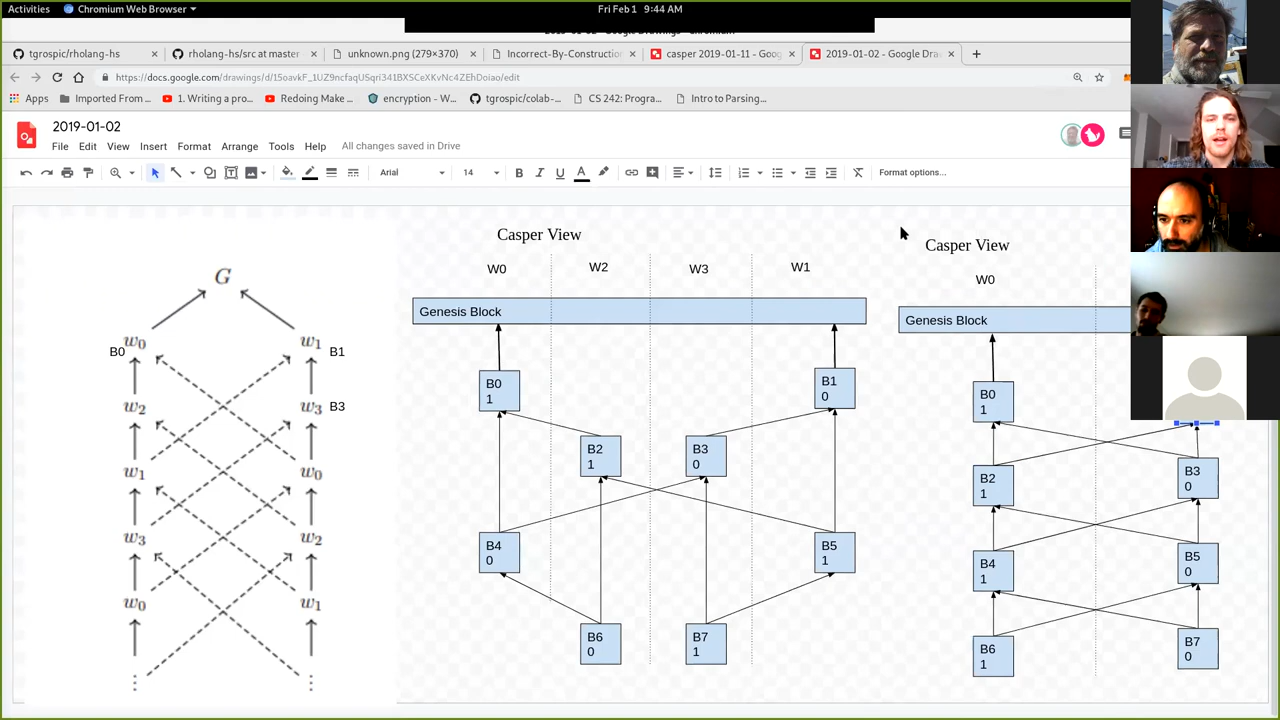 Activities
Chromium Web Browser
Fri Feb 1 9:44 AM
tgrospic/rholang-hs
rholang-hs/src at master
unknown.png (279×370)
Incorrect-By-Construction
casper 2019-01-11 - Goog
2019-01-02 - Google Dra
https://docs.google.com/drawings/d/
Apps
Imported From ...
1. Writing a pro...
Redoing Make ...
encryption - W...
tgrospic/colab-...
CS 242: Progra...
Intro to Parsing...
2019-01-02
File Edit View Insert Format Arrange Tools Help All changes saved in Drive
Arial 14 B I U A Format options...
G
B0 w0 w1 B1
w2 w3 B3
w1 w0
w3 w2
w0 w1
Casper View
W0 W2 W3 W1
Genesis Block
B0
1
B1
0
B2
1
B3
0
B4
0
B5
1
B6
0
B7
1
Casper View
W0
Genesis Block
B0
1
B2
1
B3
0
B4
1
B5
0
B6
1
B7
0